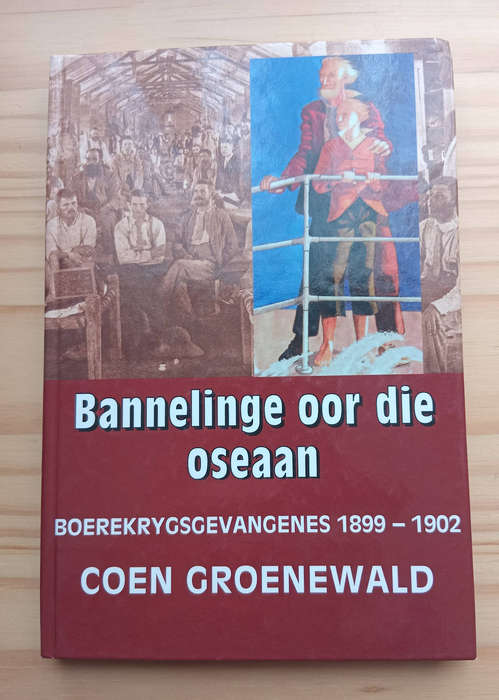 Bannelinge oor die
oseaan
BOEREKRYGSGEVANGENES 1899 – 1902
COEN GROENEWALD